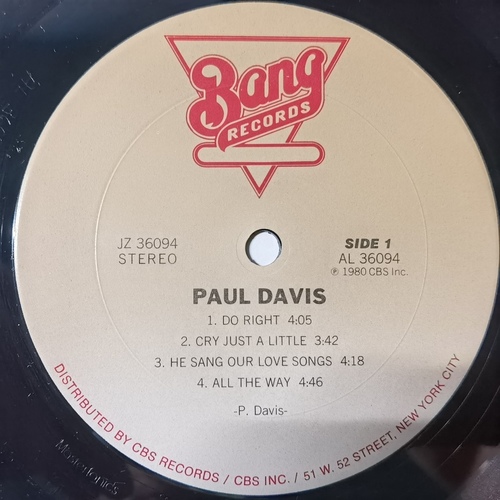 Bang
RECORDS
JZ 36094
STEREO
SIDE 1
AL 36094
℗ 1980 CBS Inc.
PAUL DAVIS
1. DO RIGHT 4:05
2. CRY JUST A LITTLE 3:42
3. HE SANG OUR LOVE SONGS 4:18
4. ALL THE WAY 4:46
-P. Davis-
DISTRIBUTED BY CBS RECORDS / CBS INC. / 51 W. 52 STREET, NEW YORK CITY